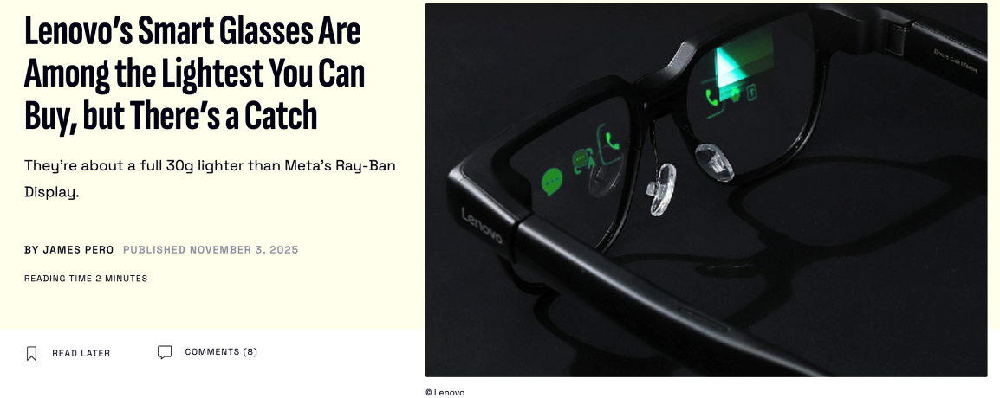 Lenovo’s Smart Glasses Are
Among the Lightest You Can
Buy, but There’s a Catch
They’re about a full 30g lighter than Meta’s Ray-Ban
Display.
BY JAMES PERO PUBLISHED NOVEMBER 3, 2025
READING TIME 2 MINUTES
READ LATER COMMENTS (8)
Lenovo
© Lenovo